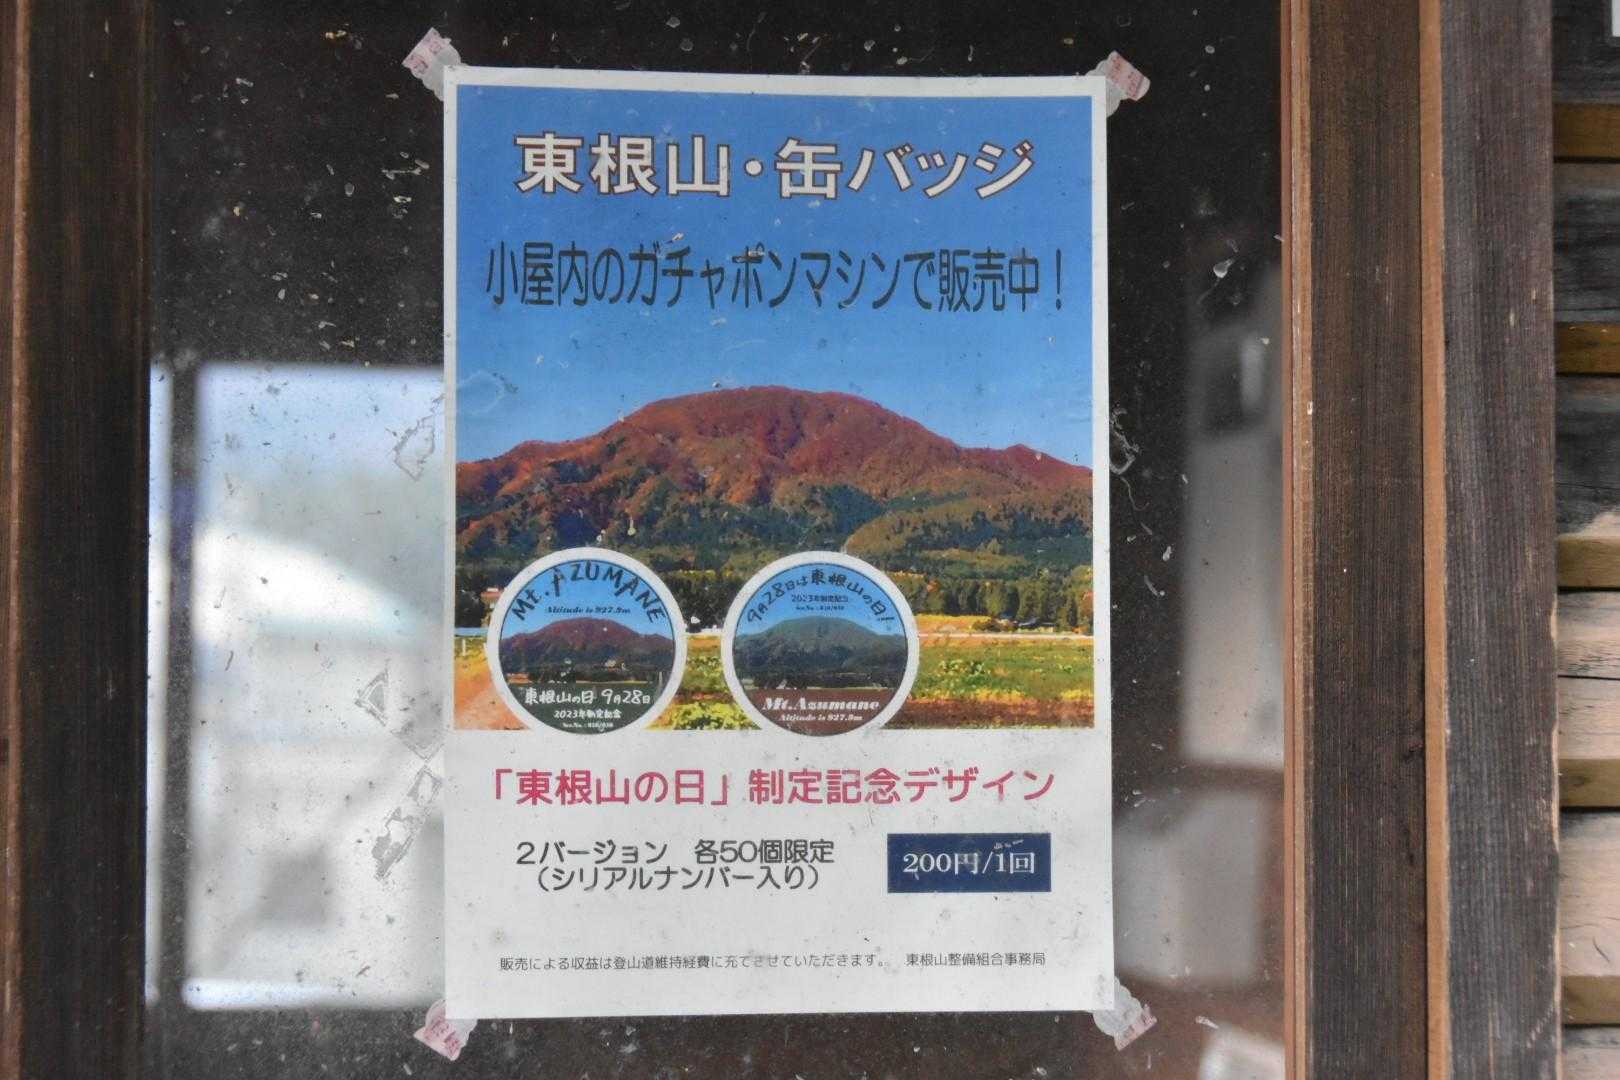 東根山・缶バッジ
小屋内のガチャポンマシンで販売中！
Mt. AZUMANE
Altitude is 927.9m
東根山の日 9月28日
2023年制定記念
9月28日は東根山の日!
2023年制定記念
Mt.Azumane
Altitude is 927.9m
「東根山の日」制定記念デザイン
２バージョン　各50個限定
（シリアルナンバー入り）
200円/1回
販売による収益は登山道維持経費に充てさせていただきます。　東根山整備組合事務局